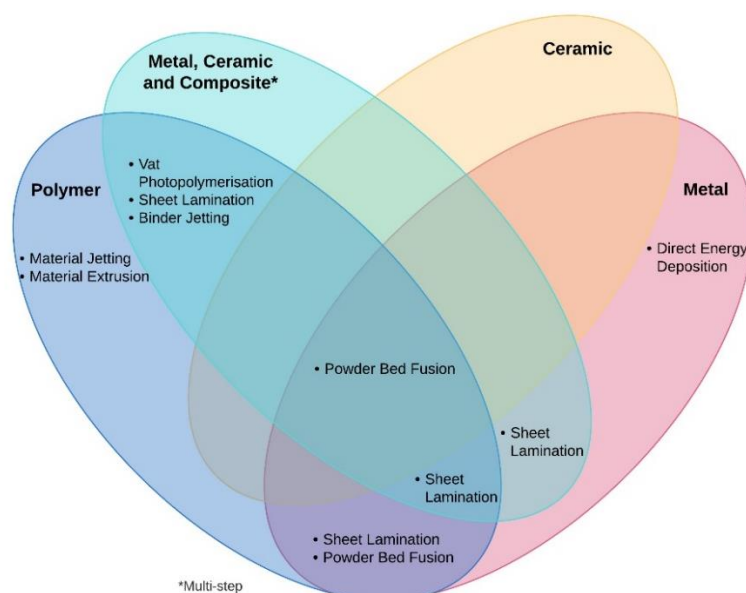 Metal, Ceramic
and Composite*
Ceramic
Polymer
Metal
• Vat
Photopolymerisation
• Sheet Lamination
• Binder Jetting
• Material Jetting
• Material Extrusion
• Direct Energy
Deposition
• Powder Bed Fusion
• Sheet
Lamination
• Sheet
Lamination
• Sheet Lamination
• Powder Bed Fusion
*Multi-step